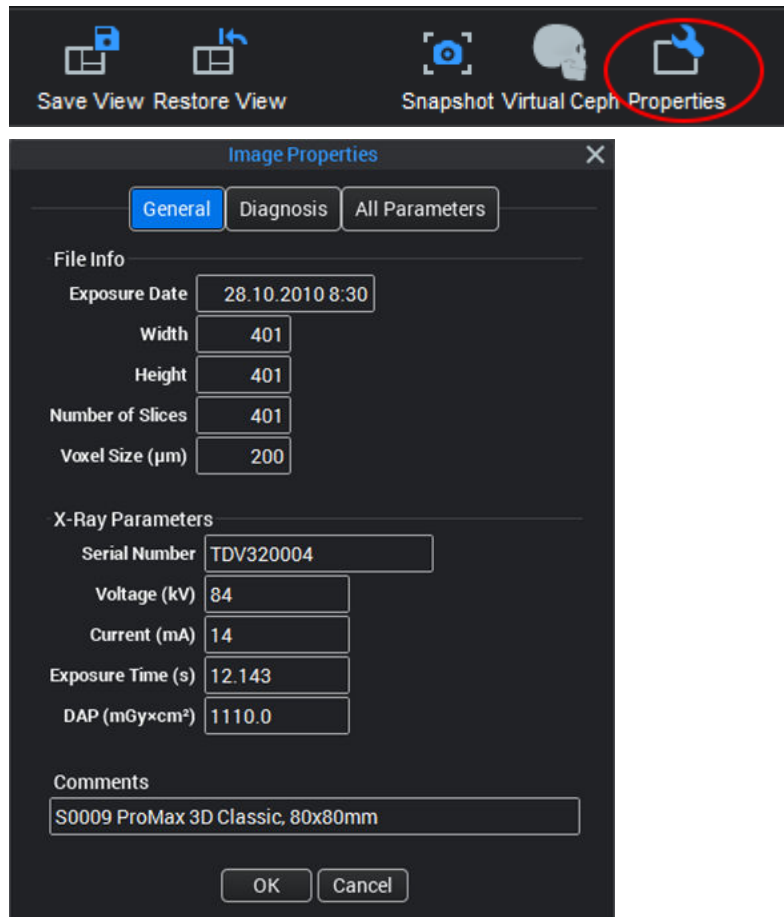 Save View Restore View Snapshot Virtual Ceph Properties
Image Properties
General Diagnosis All Parameters
File Info
Exposure Date 28.10.2010 8:30
Width 401
Height 401
Number of Slices 401
Voxel Size (µm) 200
X-Ray Parameters
Serial Number TDV320004
Voltage (kV) 84
Current (mA) 14
Exposure Time (s) 12.143
DAP (mGy×cm²) 1110.0
Comments
S0009 ProMax 3D Classic, 80x80mm
OK Cancel